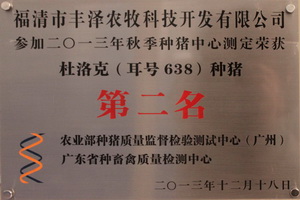 福清市丰泽农牧科技开发有限公司
参加二〇一三年秋季种猪中心测定荣获
杜洛克（耳号638）种猪
第二名
农业部种猪质量监督检验测试中心（广州）
广东省种畜禽质量检测中心
二〇一三年十二月十八日